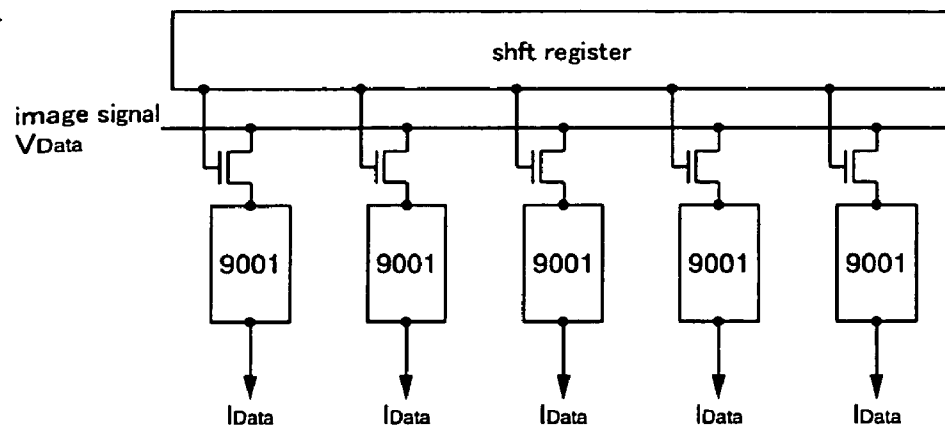 shft register
image signal
VData
9001 9001 9001 9001 9001
IData IData IData IData IData